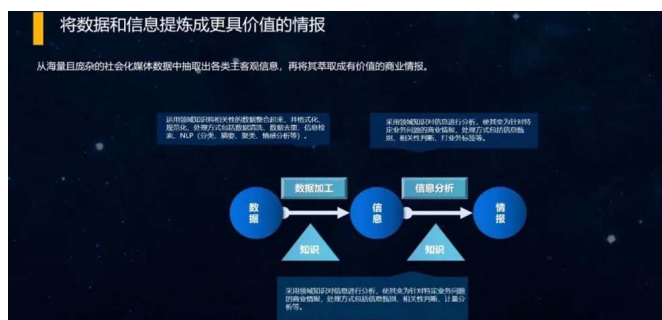 将数据和信息提炼成更具价值的情报
从海量且庞杂的社会化媒体数据中抽取出各类主客观信息，再将其萃取成有价值的商业情报。
运用领域知识将相关性的数据整合起来、并格式化、
规范化、处理方式包括数据清洗、数据去重、信息检
索、NLP（分类、摘要、聚类、情感分析等）。
采用领域知识对信息进行分析，使其变为针对特
定业务问题的商业情报，处理方式包括信息甄
别、相关性判断、打业务标签等。
数据加工
信息分析
数据
信息
情报
知识
知识
采用领域知识对信息进行分析，使其变为针对特定业务问题
的商业情报，处理方式包括信息甄别、相关性判断、计量分
析等。